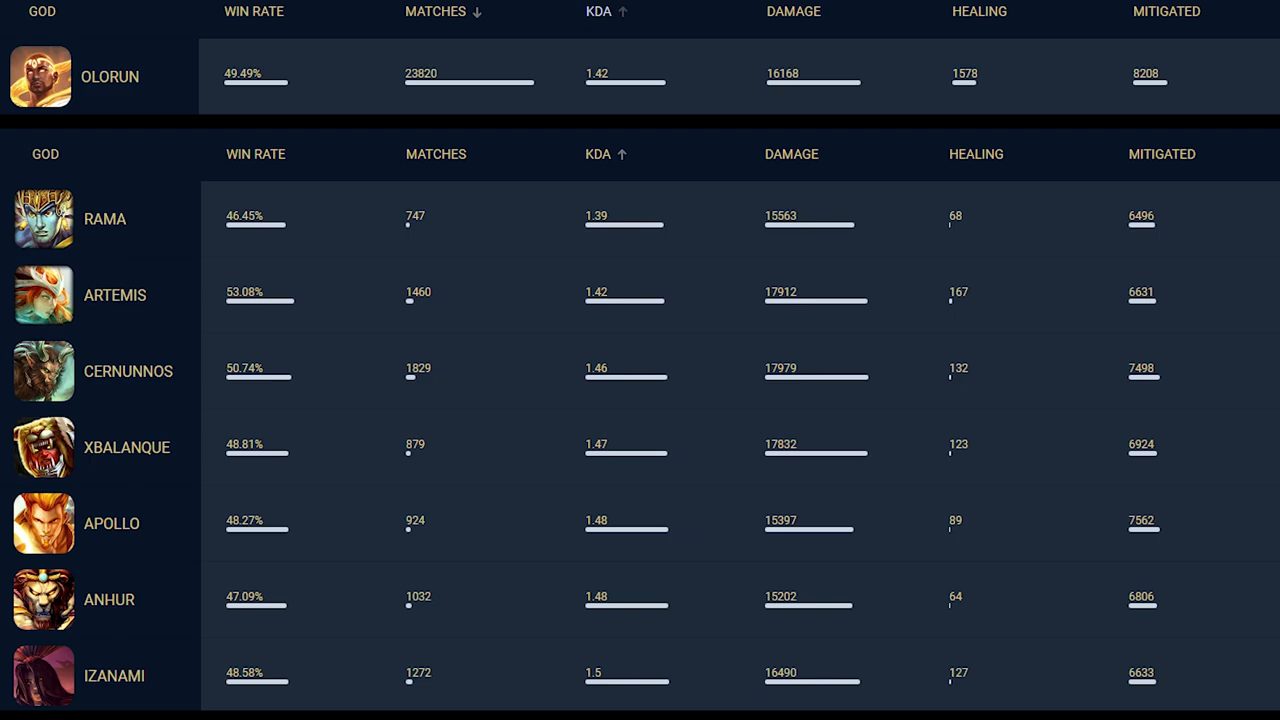 GOD WIN RATE MATCHES KDA DAMAGE HEALING MITIGATED
OLORUN 49.49% 23820 1.42 16168 1578 8208
GOD WIN RATE MATCHES KDA DAMAGE HEALING MITIGATED
RAMA 46.45% 747 1.39 15563 68 6496
ARTEMIS 53.08% 1460 1.42 17912 167 6631
CERNUNNOS 50.74% 1829 1.46 17979 132 7498
XBALANQUE 48.81% 879 1.47 17832 123 6924
APOLLO 48.27% 924 1.48 15397 89 7562
ANHUR 47.09% 1032 1.48 15202 64 6806
IZANAMI 48.58% 1272 1.5 16490 127 6633